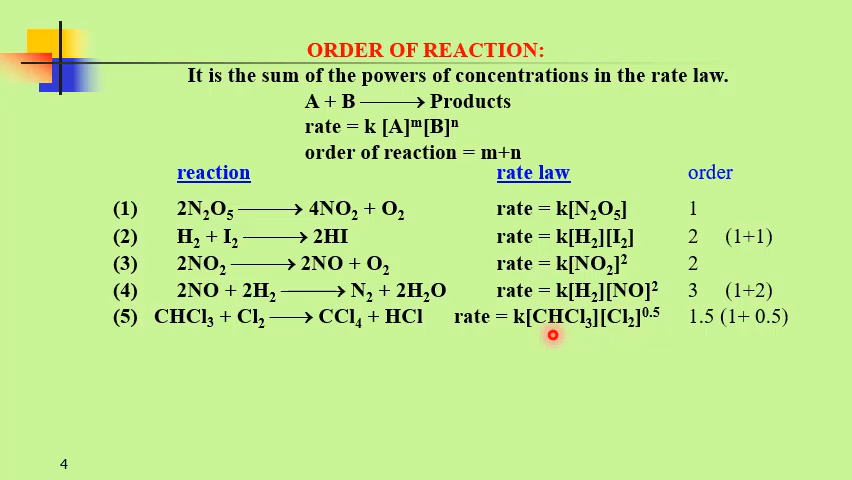 ORDER OF REACTION:
It is the sum of the powers of concentrations in the rate law.
A + B ⟶ Products
rate = k [A]ᵐ[B]ⁿ
order of reaction = m+n
reaction rate law order
(1) 2N₂O₅ ⟶ 4NO₂ + O₂ rate = k[N₂O₅] 1
(2) H₂ + I₂ ⟶ 2HI rate = k[H₂][I₂] 2 (1+1)
(3) 2NO₂ ⟶ 2NO + O₂ rate = k[NO₂]² 2
(4) 2NO + 2H₂ ⟶ N₂ + 2H₂O rate = k[H₂][NO]² 3 (1+2)
(5) CHCl₃ + Cl₂ ⟶ CCl₄ + HCl rate = k[CHCl₃][Cl₂]⁰·⁵ 1.5 (1+ 0.5)
4